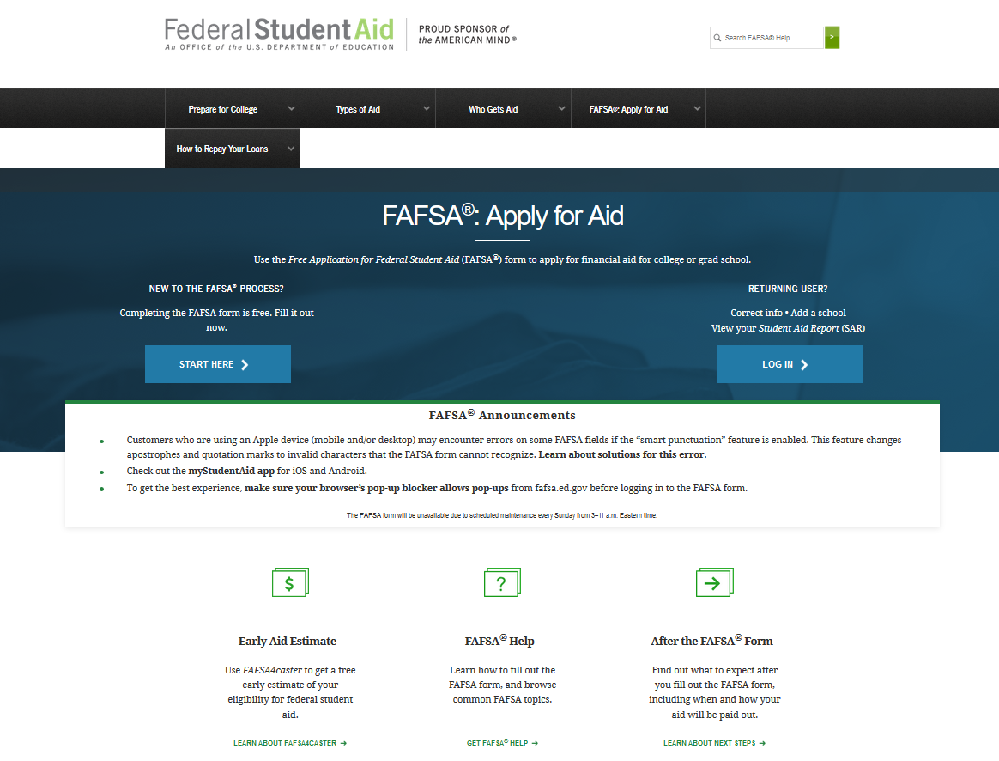 Federal Student Aid
An OFFICE of the U.S. DEPARTMENT of EDUCATION
PROUD SPONSOR of
the AMERICAN MIND®
Search FAFSA® Help
>
Prepare for College
Types of Aid
Who Gets Aid
FAFSA®: Apply for Aid
How to Repay Your Loans
FAFSA®: Apply for Aid
Use the Free Application for Federal Student Aid (FAFSA®) form to apply for financial aid for college or grad school.
NEW TO THE FAFSA® PROCESS?
Completing the FAFSA form is free. Fill it out
now.
START HERE
RETURNING USER?
Correct info • Add a school
View your Student Aid Report (SAR)
LOG IN
FAFSA® Announcements
Customers who are using an Apple device (mobile and/or desktop) may encounter errors on some FAFSA fields if the “smart punctuation” feature is enabled. This feature changes
apostrophes and quotation marks to invalid characters that the FAFSA form cannot recognize. Learn about solutions for this error.
Check out the myStudentAid app for iOS and Android.
To get the best experience, make sure your browser’s pop-up blocker allows pop-ups from fafsa.ed.gov before logging in to the FAFSA form.
The FAFSA form will be unavailable due to scheduled maintenance every Sunday from 3–11 a.m. Eastern time.
$
Early Aid Estimate
Use FAFSA4caster to get a free
early estimate of your
eligibility for federal student
aid.
LEARN ABOUT FAFSA4CASTER →
?
FAFSA® Help
Learn how to fill out the
FAFSA form, and browse
common FAFSA topics.
GET FAFSA® HELP →
After the FAFSA® Form
Find out what to expect after
you fill out the FAFSA form,
including when and how your
aid will be paid out.
LEARN ABOUT NEXT STEPS →